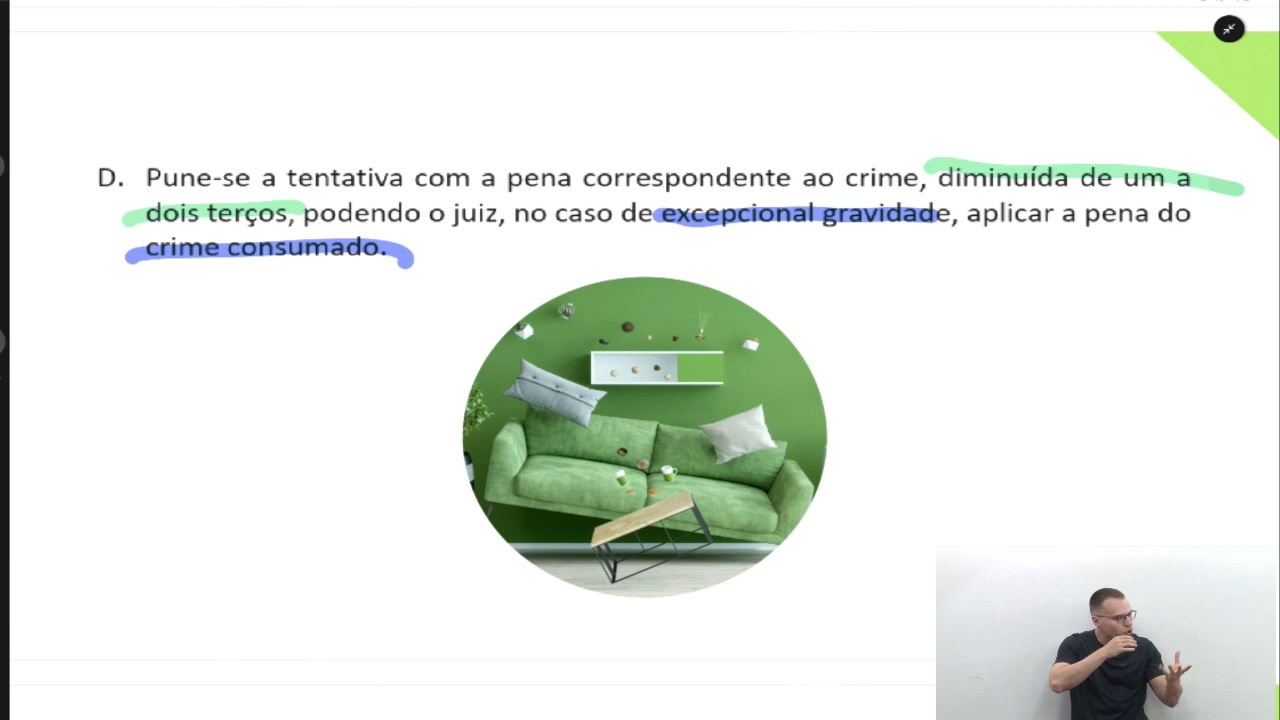 D. Pune-se a tentativa com a pena correspondente ao crime, diminuída de um a
dois terços, podendo o juiz, no caso de excepcional gravidade, aplicar a pena do
crime consumado.